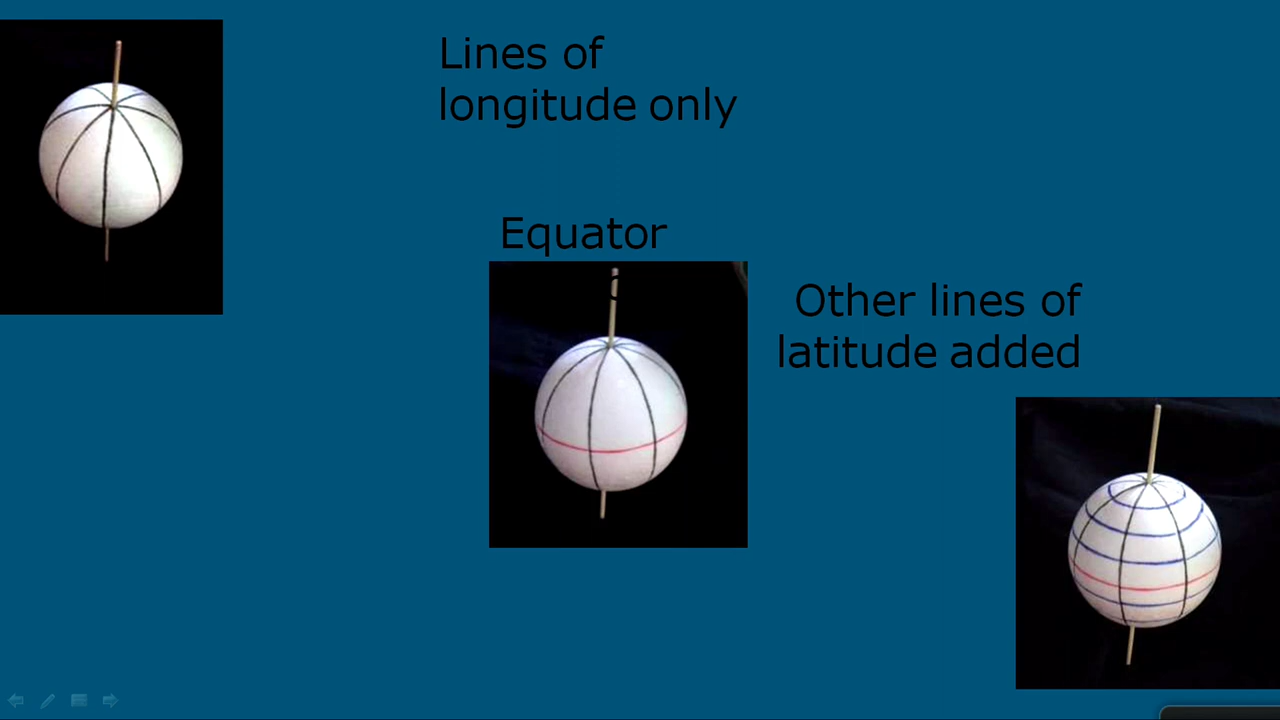 Lines of
longitude only
Equator
Other lines of
latitude added